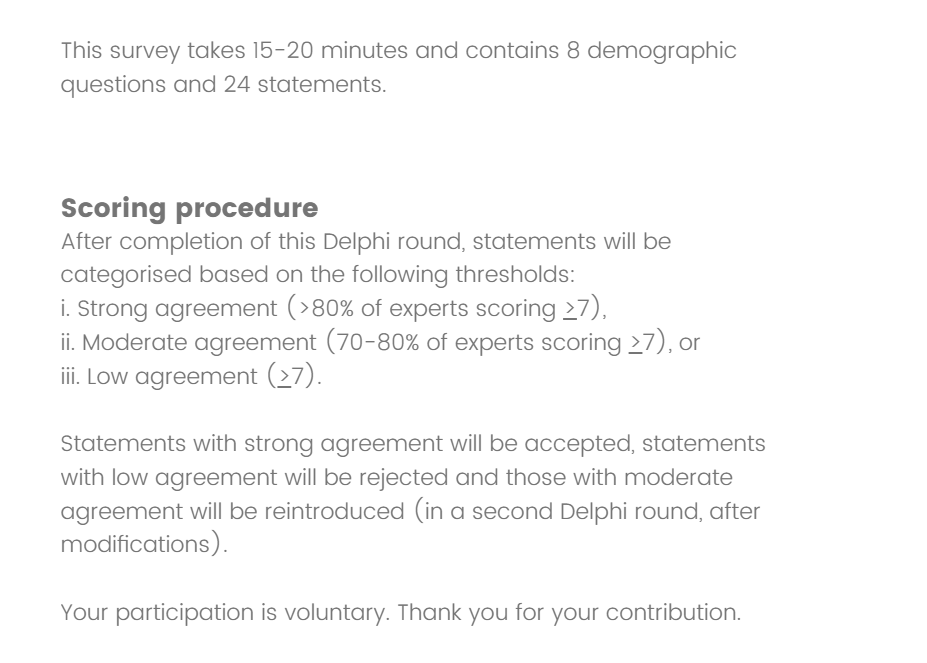 This survey takes 15-20 minutes and contains 8 demographic
questions and 24 statements.
Scoring procedure
After completion of this Delphi round, statements will be
categorised based on the following thresholds:
i. Strong agreement (>80% of experts scoring ≥7),
ii. Moderate agreement (70-80% of experts scoring ≥7), or
iii. Low agreement (≥7).
Statements with strong agreement will be accepted, statements
with low agreement will be rejected and those with moderate
agreement will be reintroduced (in a second Delphi round, after
modifications).
Your participation is voluntary. Thank you for your contribution.